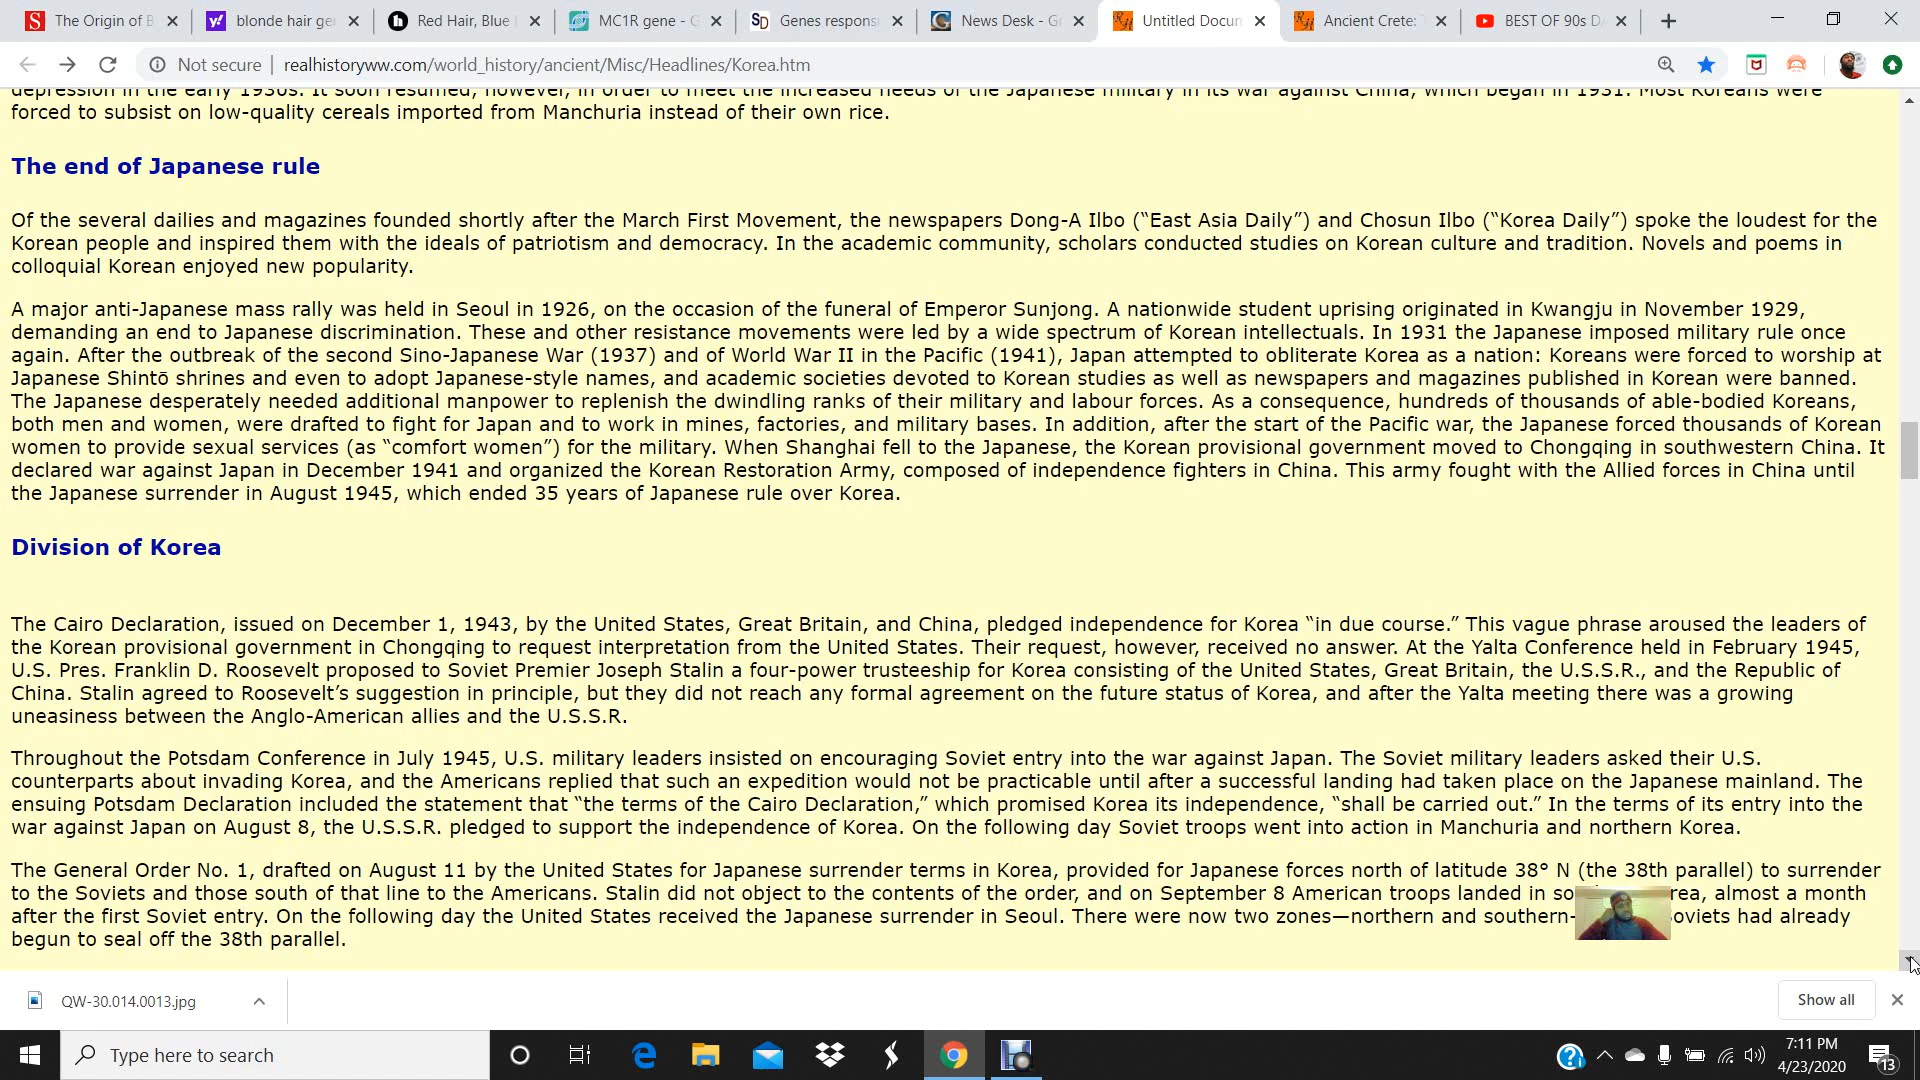 The Origin of B
blonde hair ge
Red Hair, Blue
MC1R gene - G
Genes respons
News Desk - G
Untitled Docum
Ancient Crete:
BEST OF 90s D
Not secure
realhistoryww.com/world_history/ancient/Misc/Headlines/Korea.htm
depression in the early 1930s. It soon resumed, however, in order to meet the increased needs of the Japanese military in its war against China, which began in 1931. Most Koreans were
forced to subsist on low-quality cereals imported from Manchuria instead of their own rice.
The end of Japanese rule
Of the several dailies and magazines founded shortly after the March First Movement, the newspapers Dong-A Ilbo (“East Asia Daily”) and Chosun Ilbo (“Korea Daily”) spoke the loudest for the
Korean people and inspired them with the ideals of patriotism and democracy. In the academic community, scholars conducted studies on Korean culture and tradition. Novels and poems in
colloquial Korean enjoyed new popularity.
A major anti-Japanese mass rally was held in Seoul in 1926, on the occasion of the funeral of Emperor Sunjong. A nationwide student uprising originated in Kwangju in November 1929,
demanding an end to Japanese discrimination. These and other resistance movements were led by a wide spectrum of Korean intellectuals. In 1931 the Japanese imposed military rule once
again. After the outbreak of the second Sino-Japanese War (1937) and of World War II in the Pacific (1941), Japan attempted to obliterate Korea as a nation: Koreans were forced to worship at
Japanese Shintō shrines and even to adopt Japanese-style names, and academic societies devoted to Korean studies as well as newspapers and magazines published in Korean were banned.
The Japanese desperately needed additional manpower to replenish the dwindling ranks of their military and labour forces. As a consequence, hundreds of thousands of able-bodied Koreans,
both men and women, were drafted to fight for Japan and to work in mines, factories, and military bases. In addition, after the start of the Pacific war, the Japanese forced thousands of Korean
women to provide sexual services (as “comfort women”) for the military. When Shanghai fell to the Japanese, the Korean provisional government moved to Chongqing in southwestern China. It
declared war against Japan in December 1941 and organized the Korean Restoration Army, composed of independence fighters in China. This army fought with the Allied forces in China until
the Japanese surrender in August 1945, which ended 35 years of Japanese rule over Korea.
Division of Korea
The Cairo Declaration, issued on December 1, 1943, by the United States, Great Britain, and China, pledged independence for Korea “in due course.” This vague phrase aroused the leaders of
the Korean provisional government in Chongqing to request interpretation from the United States. Their request, however, received no answer. At the Yalta Conference held in February 1945,
U.S. Pres. Franklin D. Roosevelt proposed to Soviet Premier Joseph Stalin a four-power trusteeship for Korea consisting of the United States, Great Britain, the U.S.S.R., and the Republic of
China. Stalin agreed to Roosevelt’s suggestion in principle, but they did not reach any formal agreement on the future status of Korea, and after the Yalta meeting there was a growing
uneasiness between the Anglo-American allies and the U.S.S.R.
Throughout the Potsdam Conference in July 1945, U.S. military leaders insisted on encouraging Soviet entry into the war against Japan. The Soviet military leaders asked their U.S.
counterparts about invading Korea, and the Americans replied that such an expedition would not be practicable until after a successful landing had taken place on the Japanese mainland. The
ensuing Potsdam Declaration included the statement that “the terms of the Cairo Declaration,” which promised Korea its independence, “shall be carried out.” In the terms of its entry into the
war against Japan on August 8, the U.S.S.R. pledged to support the independence of Korea. On the following day Soviet troops went into action in Manchuria and northern Korea.
The General Order No. 1, drafted on August 11 by the United States for Japanese surrender terms in Korea, provided for Japanese forces north of latitude 38° N (the 38th parallel) to surrender
to the Soviets and those south of that line to the Americans. Stalin did not object to the contents of the order, and on September 8 American troops landed in so rea, almost a month
after the first Soviet entry. On the following day the United States received the Japanese surrender in Seoul. There were now two zones—northern and southern- oviets had already
begun to seal off the 38th parallel.
QW-30.014.0013.jpg
Show all
Type here to search
7:11 PM
4/23/2020
13